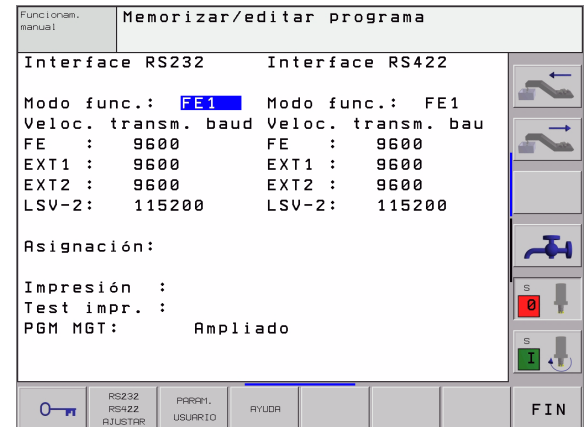 Funcionam.
manual
Memorizar/editar programa
Interface RS232 Interface RS422
Modo func.: FE1 Modo func.: FE1
Veloc. transm. baud Veloc. transm. bau
FE : 9600 FE : 9600
EXT1 : 9600 EXT1 : 9600
EXT2 : 9600 EXT2 : 9600
LSV-2: 115200 LSV-2: 115200
Asignación:
Impresión :
Test impr. :
PGM MGT: Ampliado
S
0
S
I
RS232
RS422
AJUSTAR
PARAM.
USUARIO
AYUDA
FIN